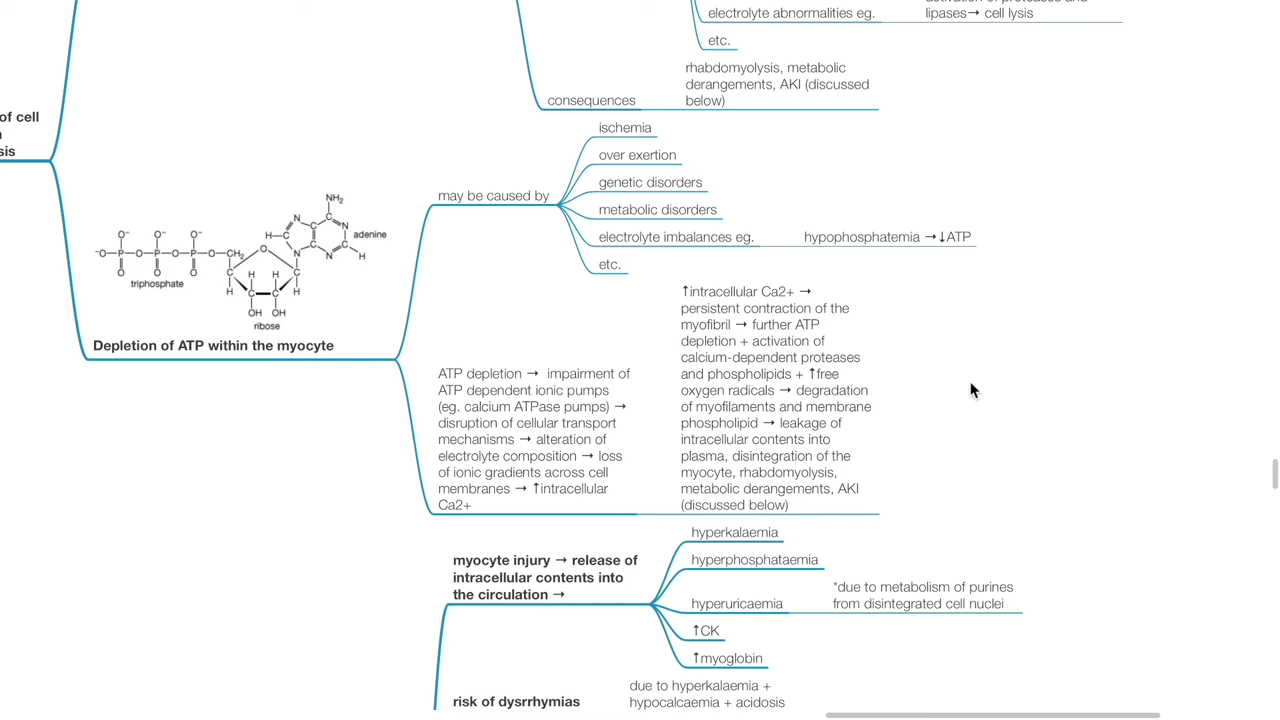 activation of proteases and
electrolyte abnormalities eg.
lipases→ cell lysis
etc.
rhabdomyolysis, metabolic
derangements, AKI (discussed
below)
consequences
of cell
sis
ischemia
over exertion
may be caused by
genetic disorders
metabolic disorders
electrolyte imbalances eg.
hypophosphatemia →↓ATP
etc.
NH₂
N
C
N
adenine
H
C
C
C
N
N
C
H
O⁻
O⁻
O⁻
⁻O
P
O
P
O
P
O
CH₂
O
O
O
O
triphosphate
C
H
H
C
H
C
C
H
OH
OH
ribose
Depletion of ATP within the myocyte
ATP depletion → impairment of
ATP dependent ionic pumps
(eg. calcium ATPase pumps) →
disruption of cellular transport
mechanisms → alteration of
electrolyte composition → loss
of ionic gradients across cell
membranes → ↑intracellular
Ca2+
↑intracellular Ca2+ →
persistent contraction of the
myofibril → further ATP
depletion + activation of
calcium-dependent proteases
and phospholipids + ↑free
oxygen radicals → degradation
of myofilaments and membrane
phospholipid → leakage of
intracellular contents into
plasma, disintegration of the
myocyte, rhabdomyolysis,
metabolic derangements, AKI
(discussed below)
myocyte injury → release of
intracellular contents into
the circulation →
hyperkalaemia
hyperphosphataemia
hyperuricaemia
*due to metabolism of purines
from disintegrated cell nuclei
↑CK
↑myoglobin
risk of dysrrhymias
due to hyperkalaemia +
hypocalcaemia + acidosis